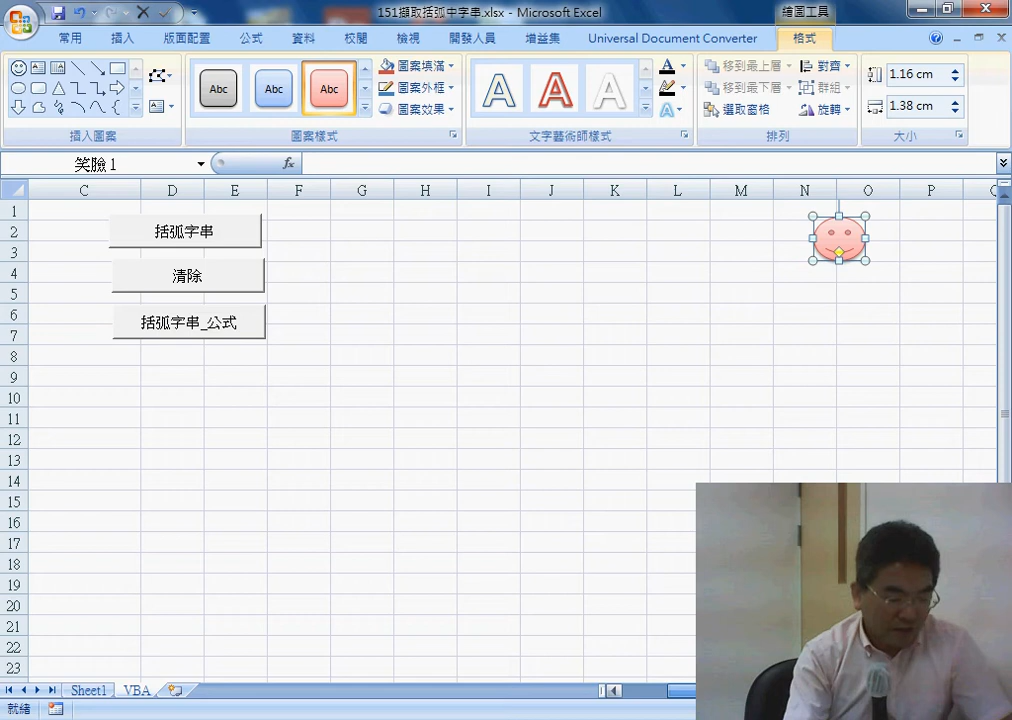 151擷取括弧中字串.xlsx - Microsoft Excel
繪圖工具
常用 插入 版面配置 公式 資料 校閱 檢視 開發人員 增益集 Universal Document Converter 格式
Abc Abc Abc
圖案填滿
圖案外框
圖案效果
移到最上層
移到最下層
選取窗格
對齊
群組
旋轉
1.16 cm
1.38 cm
插入圖案 圖案樣式 文字藝術師樣式 排列 大小
笑臉 1
fx
C D E F G H I J K L M N O P
1
2
3
4
5
6
7
8
9
10
11
12
13
14
15
16
17
18
19
20
21
22
23
括弧字串
清除
括弧字串_公式
Sheet1 VBA
就緒